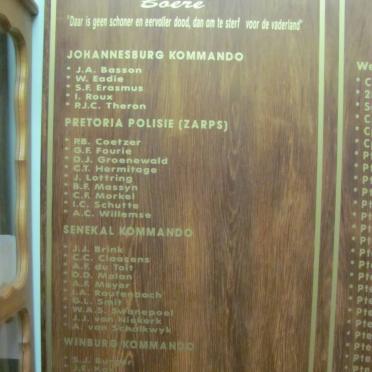 Boere
"Daar is geen schoner en eervoller dood, dan om te sterf voor de vaderland"
JOHANNESBURG KOMMANDO
• J.A. Basson
• W. Eadie
• S.F. Erasmus
• I. Roux
• R.J.C. Theron
PRETORIA POLISIE (ZARPS)
• P.B. Coetzer
• G.F. Fourie
• D.J. Groenewald
• C.T. Hermitage
• J. Lottring
• B.F. Massyn
• C.F. Morkel
• I.C. Schutte
• A.C. Willemse
SENEKAL KOMMANDO
• J.J. Brink
• C.C. Claacens
• A.F. du Toit
• D.D. Malan
• A.F. Meyer
• I.A. Rautenbach
• G.L. Smit
• W.A.S. Swanepoel
• J.J. van Niekerk
• A. van Schalkwyk
WINBURG KOMMANDO
• S.J. Burger